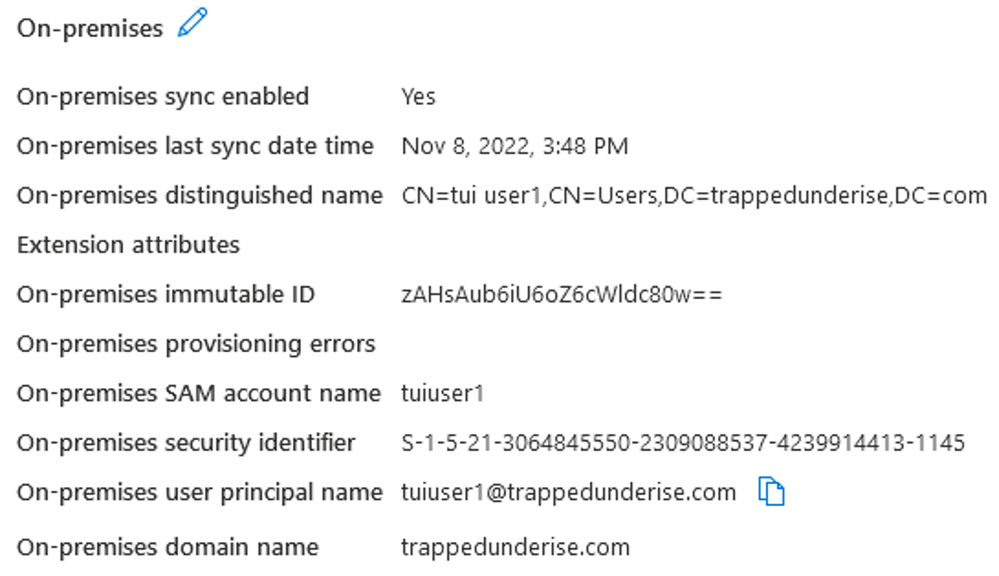 On-premises
On-premises sync enabled Yes
On-premises last sync date time Nov 8, 2022, 3:48 PM
On-premises distinguished name CN=tui user1,CN=Users,DC=trappedunderise,DC=com
Extension attributes
On-premises immutable ID zAHsAub6iU6oZ6cWldc80w==
On-premises provisioning errors
On-premises SAM account name tuiuser1
On-premises security identifier S-1-5-21-3064845550-2309088537-4239914413-1145
On-premises user principal name tuiuser1@trappedunderise.com
On-premises domain name trappedunderise.com